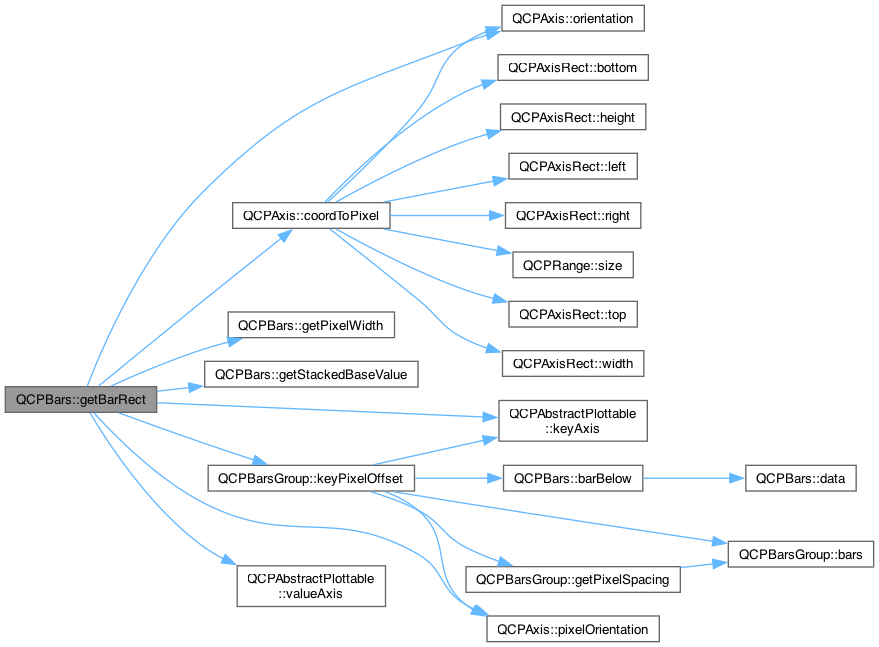 QCPAxis::orientation
QCPAxisRect::bottom
QCPAxisRect::height
QCPAxisRect::left
QCPAxis::coordToPixel
QCPAxisRect::right
QCPRange::size
QCPAxisRect::top
QCPBars::getPixelWidth
QCPAxisRect::width
QCPBars::getStackedBaseValue
QCPBars::getBarRect
QCPAbstractPlottable
::keyAxis
QCPBarsGroup::keyPixelOffset
QCPBars::barBelow
QCPBars::data
QCPBarsGroup::bars
QCPAbstractPlottable
::valueAxis
QCPBarsGroup::getPixelSpacing
QCPAxis::pixelOrientation